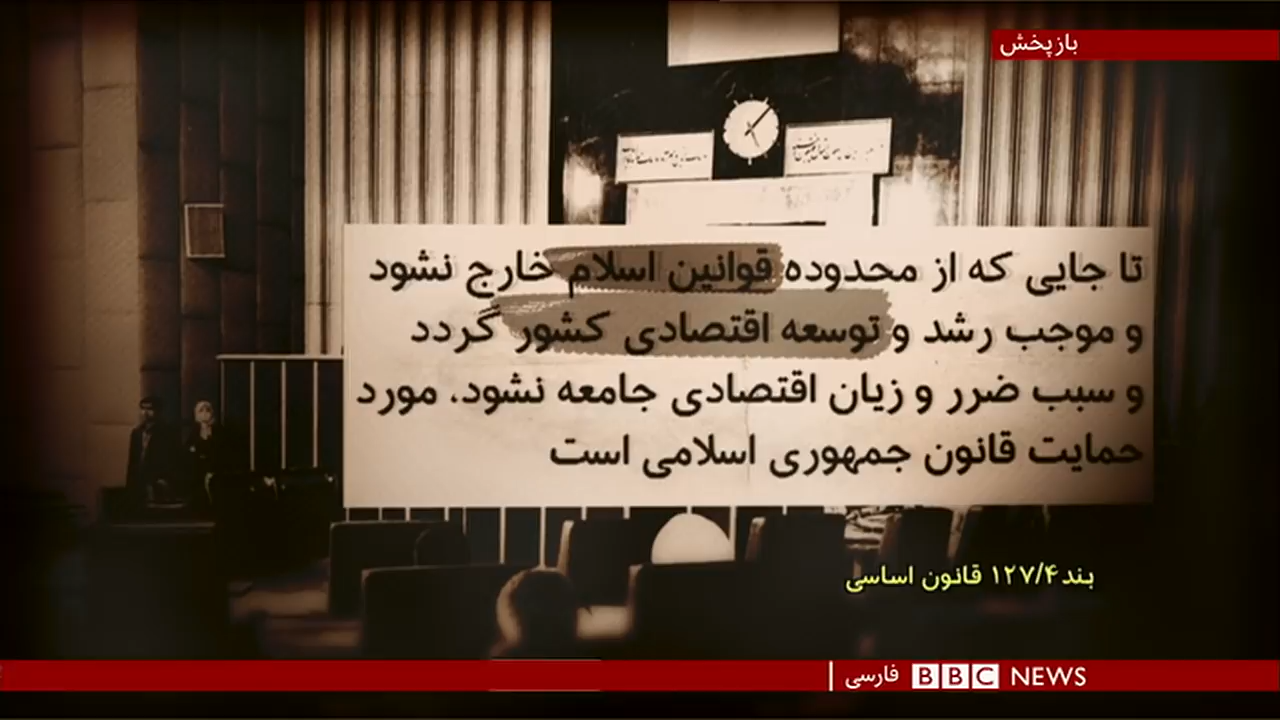 بازپخش
تا جایی که از محدوده قوانین اسلام خارج نشود
و موجب رشد و توسعه اقتصادی کشور گردد
و سبب ضرر و زیان اقتصادی جامعه نشود. مورد
حمایت قانون جمهوری اسلامی است
بند ۱۲۷/۴ قانون اساسی
BBC NEWS فارسی